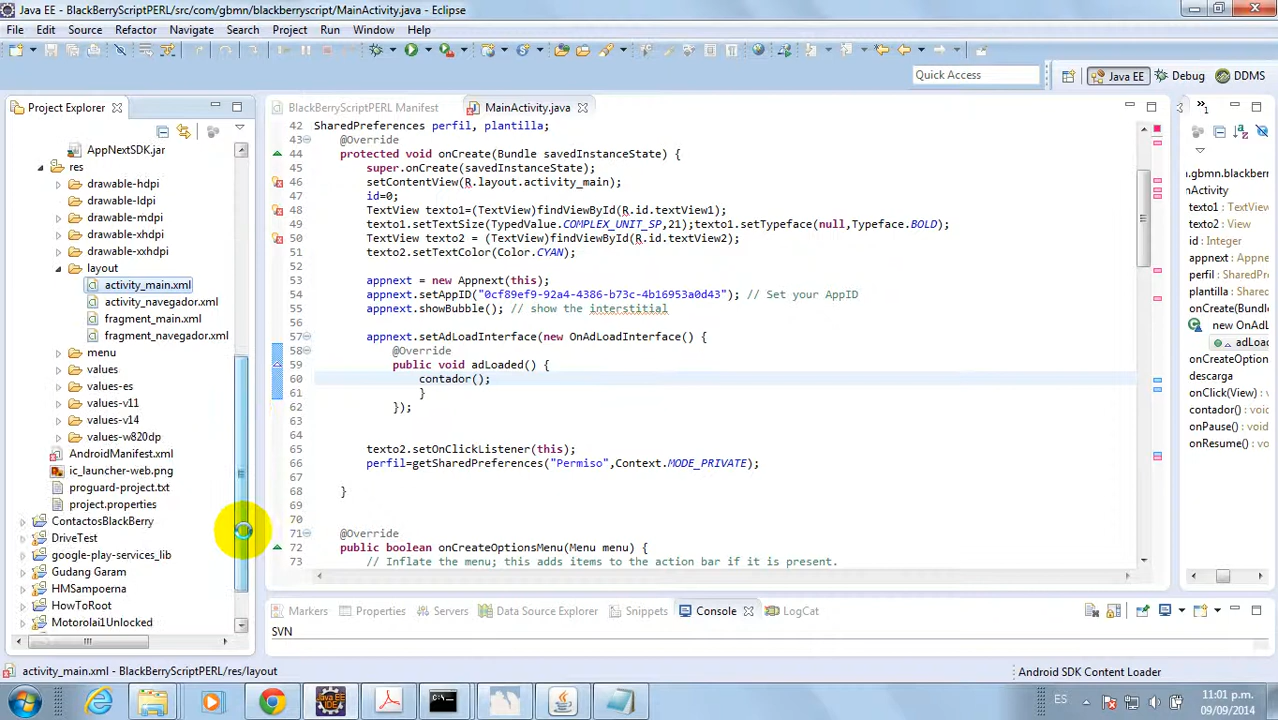 Java EE - BlackBerryScriptPERL/src/com/gbmn/blackberryscript/MainActivity.java - Eclipse
File Edit Source Refactor Navigate Search Project Run Window Help
Quick Access
Java EE Debug DDMS
Project Explorer
AppNextSDK.jar
res
drawable-hdpi
drawable-ldpi
drawable-mdpi
drawable-xhdpi
drawable-xxhdpi
layout
activity_main.xml
activity_navegador.xml
fragment_main.xml
fragment_navegador.xml
menu
values
values-es
values-v11
values-v14
values-w820dp
AndroidManifest.xml
ic_launcher-web.png
proguard-project.txt
project.properties
ContactosBlackBerry
DriveTest
google-play-services_lib
Gudang Garam
HMSampoerna
HowToRoot
Motorolai1Unlocked
BlackBerryScriptPERL Manifest MainActivity.java
42 SharedPreferences perfil, plantilla;
43 @Override
44 protected void onCreate(Bundle savedInstanceState) {
45 super.onCreate(savedInstanceState);
46 setContentView(R.layout.activity_main);
47 id=0;
48 TextView texto1=(TextView)findViewById(R.id.textView1);
49 texto1.setTextSize(TypedValue.COMPLEX_UNIT_SP,21);texto1.setTypeface(null,Typeface.BOLD);
50 TextView texto2 = (TextView)findViewById(R.id.textView2);
51 texto2.setTextColor(Color.CYAN);
52
53 appnext = new Appnext(this);
54 appnext.setAppID("0cf89ef9-92a4-4386-b73c-4b16953a0d43"); // Set your AppID
55 appnext.showBubble(); // show the interstitial
56
57 appnext.setAdLoadInterface(new OnAdLoadInterface() {
58 @Override
59 public void adLoaded() {
60 contador();
61 }
62 });
63
64
65 texto2.setOnClickListener(this);
66 perfil=getSharedPreferences("Permiso",Context.MODE_PRIVATE);
67
68 }
69
70
71 @Override
72 public boolean onCreateOptionsMenu(Menu menu) {
73 // Inflate the menu; this adds items to the action bar if it is present.
1
g.gbmn.blackbe
nActivity
texto1 : TextV
texto2 : View
id : Integer
appnext : Appn
perfil : SharedP
plantilla : Share
onCreate(Bundl
new OnAdL
adLoa
onCreateOption
descarga
onClick(View) :
contador() : voi
onPause() : void
onResume() : vo
Markers Properties Servers Data Source Explorer Snippets Console LogCat
SVN
activity_main.xml - BlackBerryScriptPERL/res/layout
Android SDK Content Loader
ES
11:01 p.m.
09/09/2014